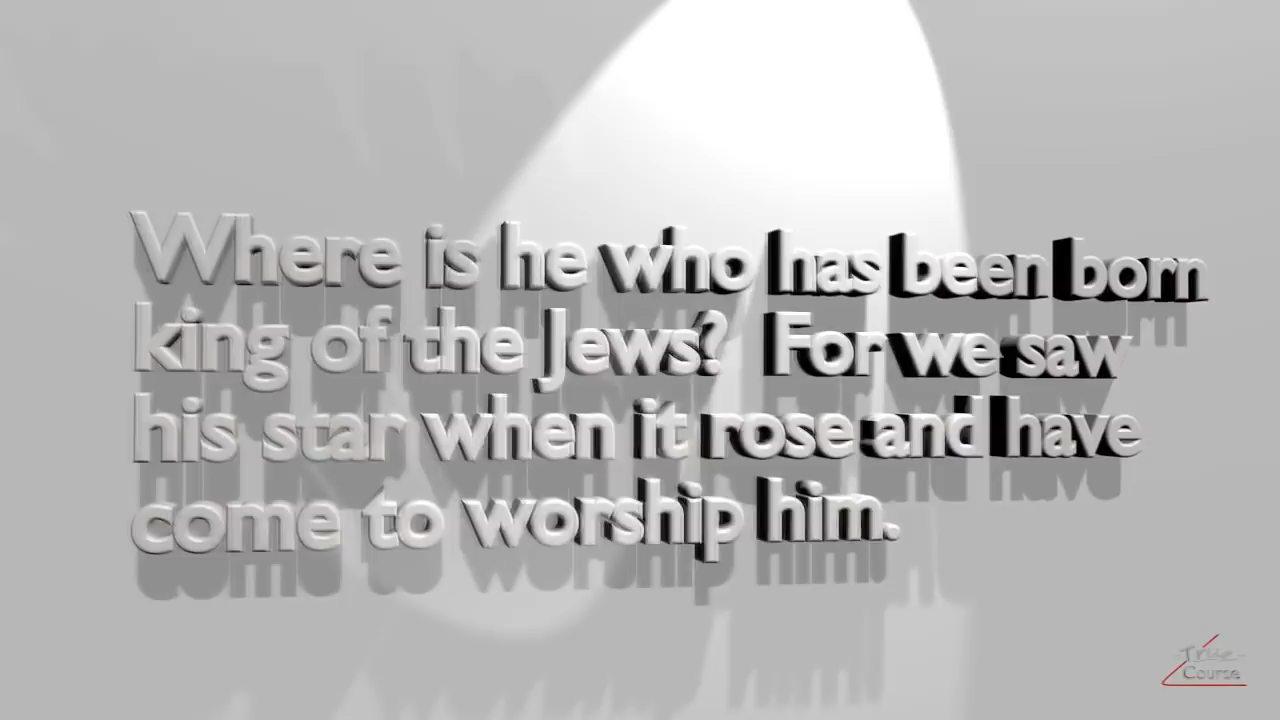 Where is he who has been born
king of the Jews? For we saw
his star when it rose and have
come to worship him.
True
Course